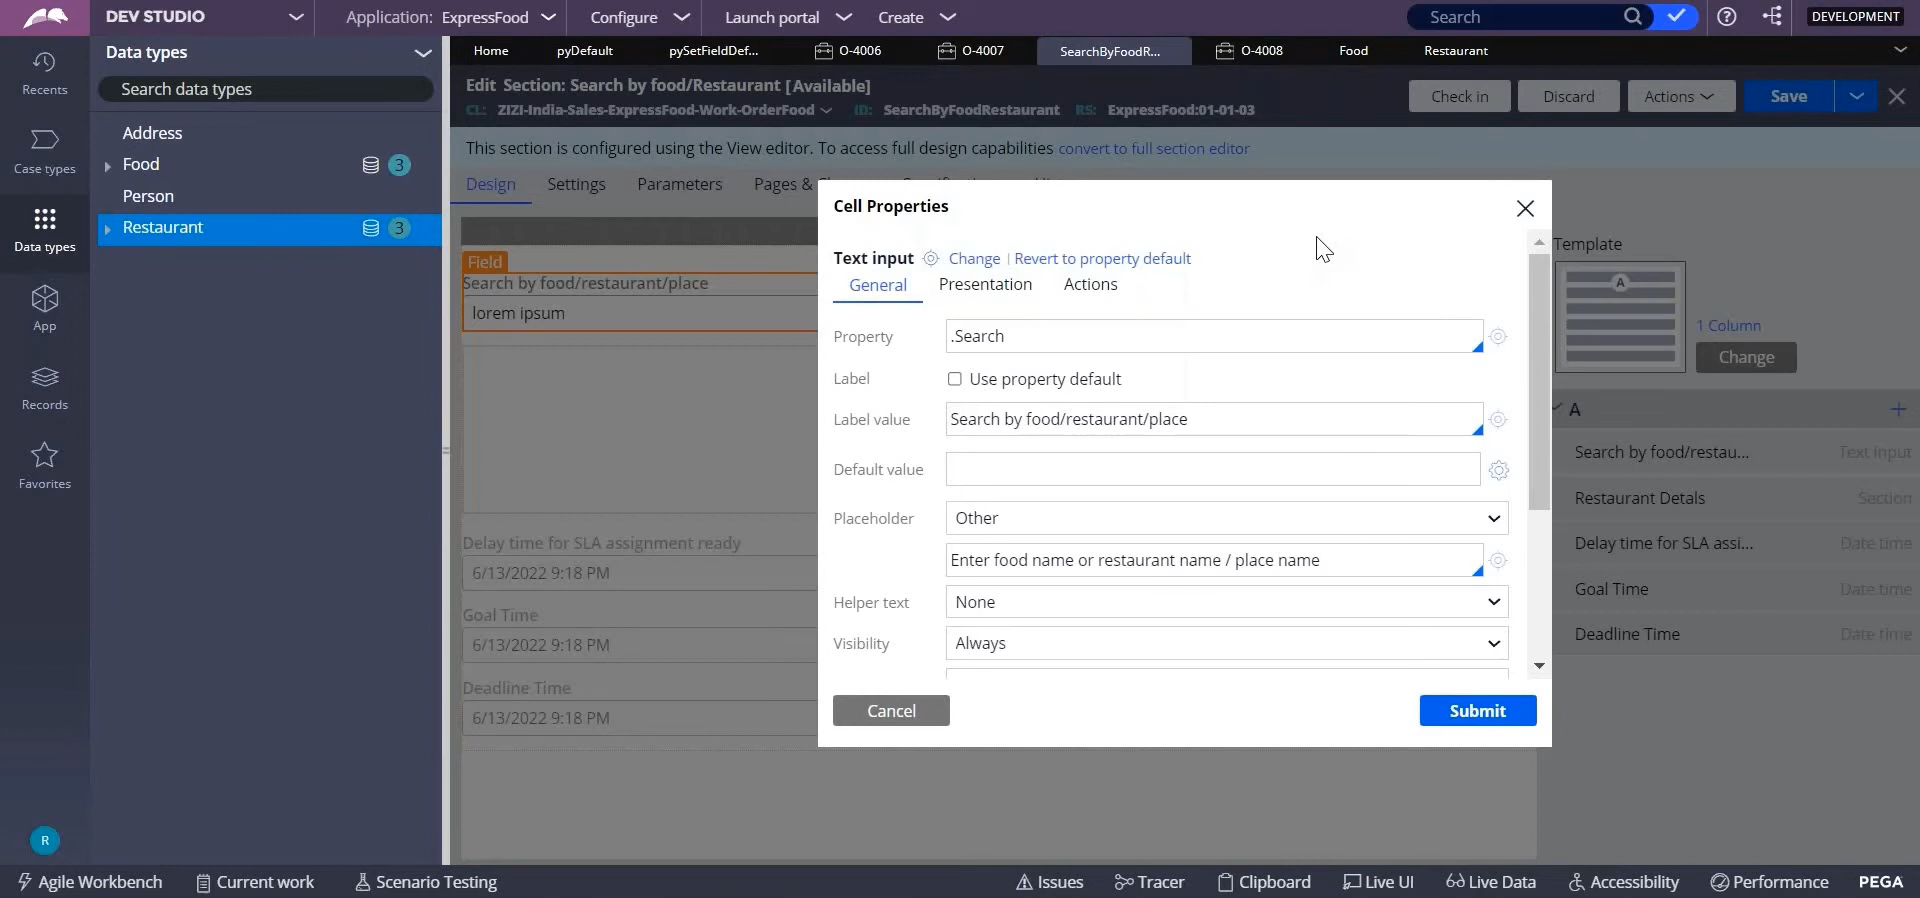 DEV STUDIO
Application: ExpressFood
Configure
Launch portal
Create
Search
DEVELOPMENT
Recents
Case types
Data types
App
Records
Favorites
R
Data types
Search data types
Address
Food 3
Person
Restaurant 3
Home
pyDefault
pySetFieldDef...
O-4006
O-4007
SearchByFoodR...
O-4008
Food
Restaurant
Edit Section: Search by food/Restaurant [Available]
CL: ZIZI-India-Sales-ExpressFood-Work-OrderFood ID: SearchByFoodRestaurant RS: ExpressFood:01-01-03
Check in
Discard
Actions
Save
This section is configured using the View editor. To access full design capabilities convert to full section editor
Design
Settings
Parameters
Pages &
Field
Search by food/restaurant/place
lorem ipsum
Delay time for SLA assignment ready
6/13/2022 9:18 PM
Goal Time
6/13/2022 9:18 PM
Deadline Time
6/13/2022 9:18 PM
Cell Properties
Text input Change | Revert to property default
General
Presentation
Actions
Property .Search
Label Use property default
Label value Search by food/restaurant/place
Default value
Placeholder Other
Enter food name or restaurant name / place name
Helper text None
Visibility Always
Cancel
Submit
Template
A
1 Column
Change
A
Search by food/restau... Text input
Restaurant Detals Section
Delay time for SLA assi... Date time
Goal Time Date time
Deadline Time Date time
Agile Workbench
Current work
Scenario Testing
Issues
Tracer
Clipboard
Live UI
Live Data
Accessibility
Performance
PEGA